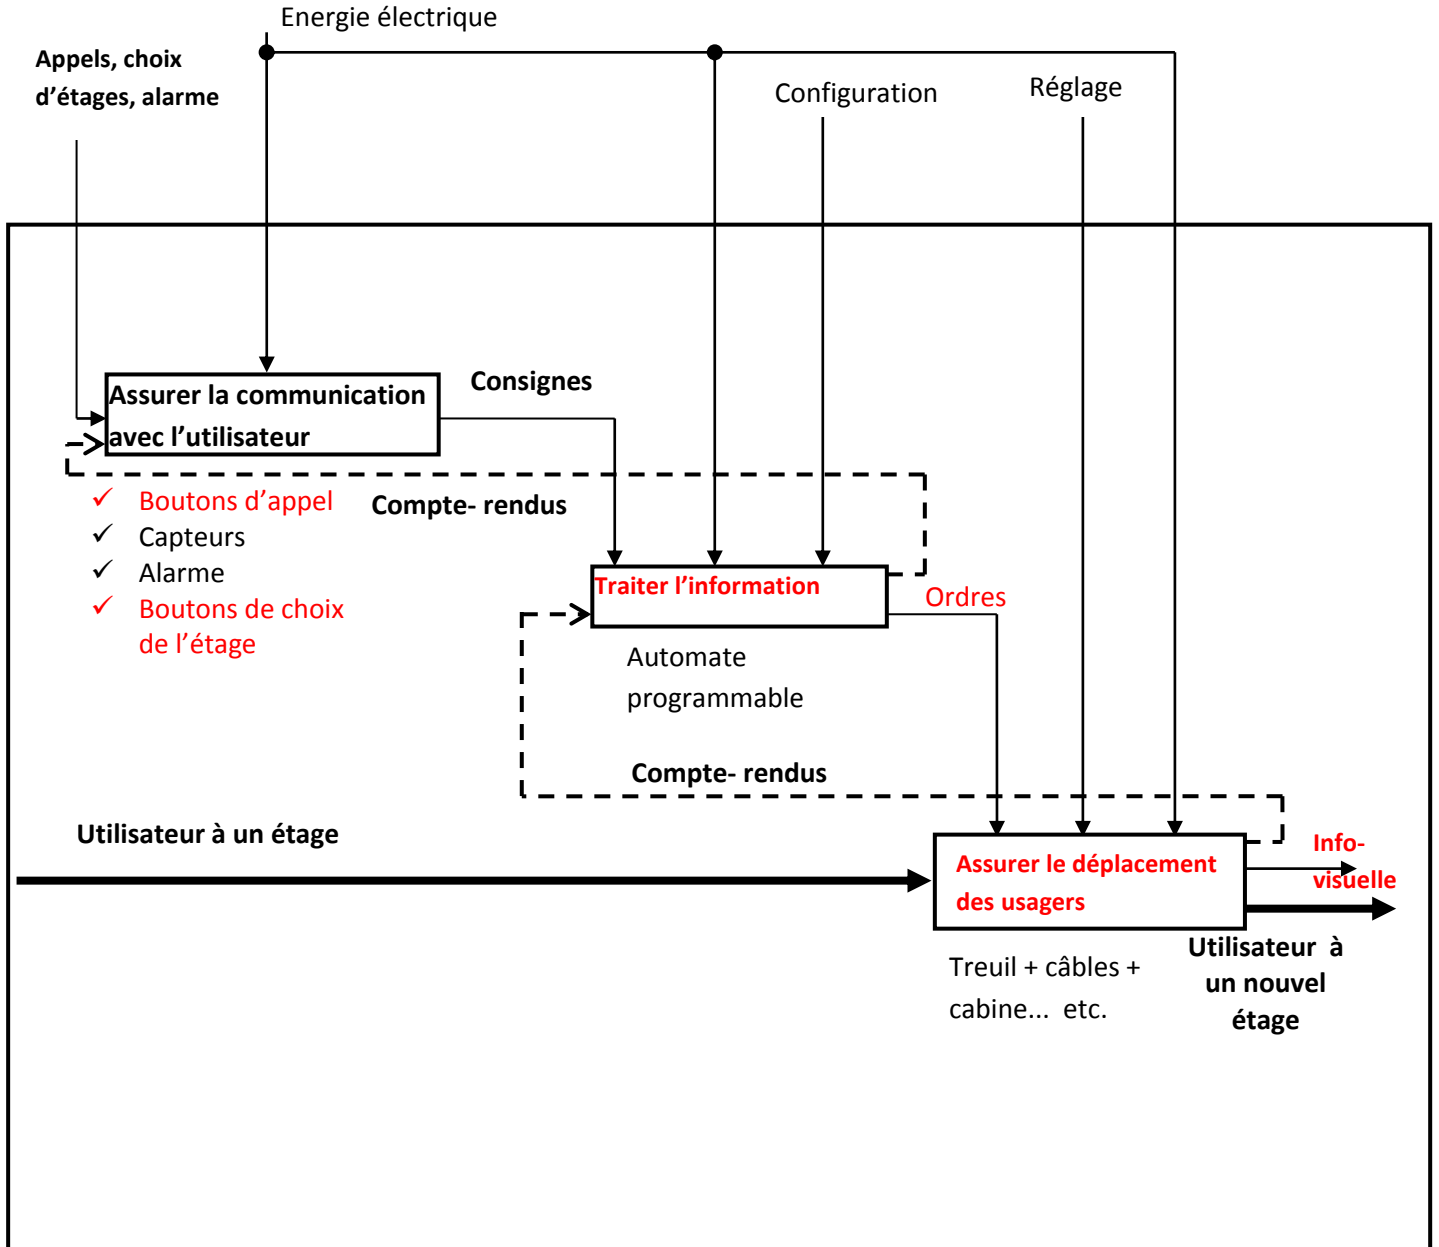 Energie électrique
Appels, choix
d'étages, alarme
Configuration
Réglage
Assurer la communication
avec l'utilisateur
Consignes
Boutons d'appel
Capteurs
Alarme
Boutons de choix
de l'étage
Compte- rendus
Traiter l'information
Ordres
Automate
programmable
Compte- rendus
Utilisateur à un étage
Assurer le déplacement
des usagers
Info-
visuelle
Utilisateur à
un nouvel
étage
Treuil + câbles +
cabine... etc.